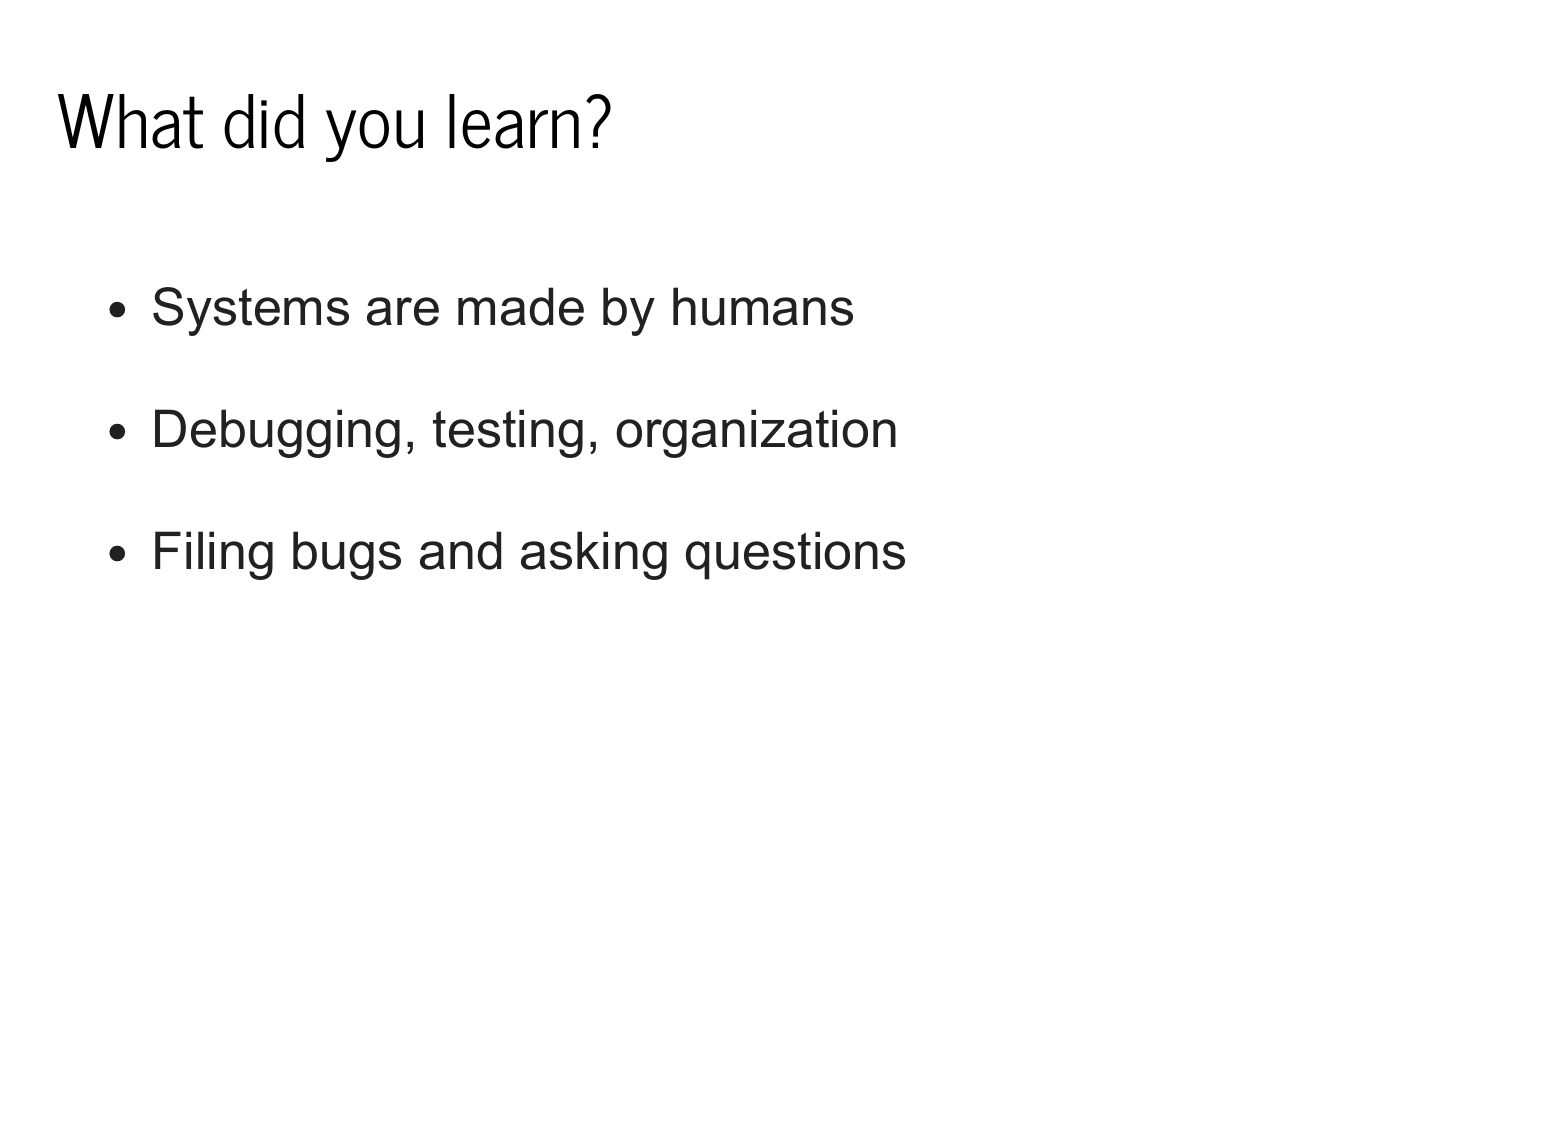 What did you learn?
• Systems are made by humans
• Debugging, testing, organization
• Filing bugs and asking questions